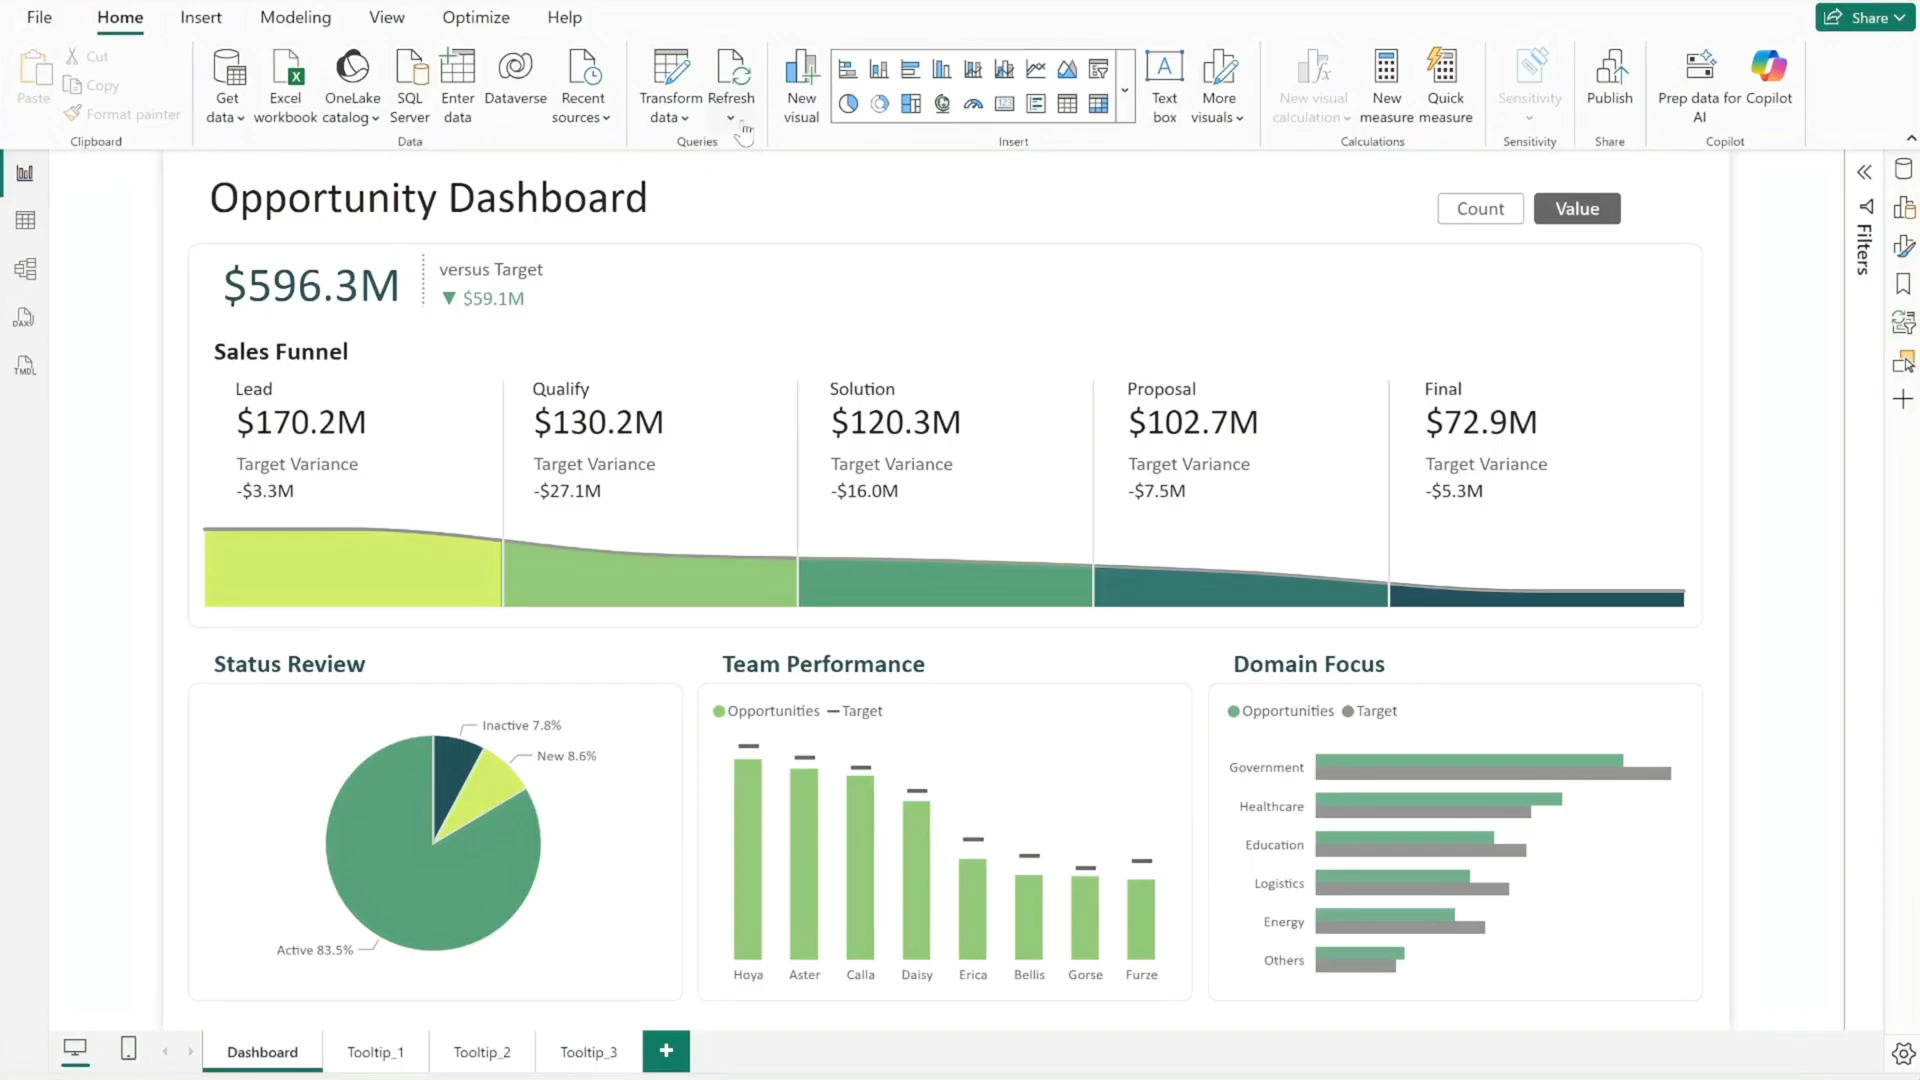 File Home Insert Modeling View Optimize Help Share
Paste Cut Copy Format painter
Clipboard
Get data Excel workbook OneLake catalog SQL Server Enter data Dataverse Recent sources
Data
Transform data Refresh
Queries
New visual 123 A Text box More visuals
Insert
New visual calculation New measure Quick measure
Calculations
Sensitivity
Sensitivity
Publish
Share
Prep data for AI Copilot
Copilot
DAX
TMDL
Filters
Opportunity Dashboard
Count Value
$596.3M
versus Target
▼ $59.1M
Sales Funnel
Lead Qualify Solution Proposal Final
$170.2M $130.2M $120.3M $102.7M $72.9M
Target Variance Target Variance Target Variance Target Variance Target Variance
-$3.3M -$27.1M -$16.0M -$7.5M -$5.3M
Status Review
Inactive 7.8%
New 8.6%
Active 83.5%
Team Performance
Opportunities Target
Hoya Aster Calla Daisy Erica Bellis Gorse Furze
Domain Focus
Opportunities Target
Government
Healthcare
Education
Logistics
Energy
Others
Dashboard Tooltip_1 Tooltip_2 Tooltip_3 +